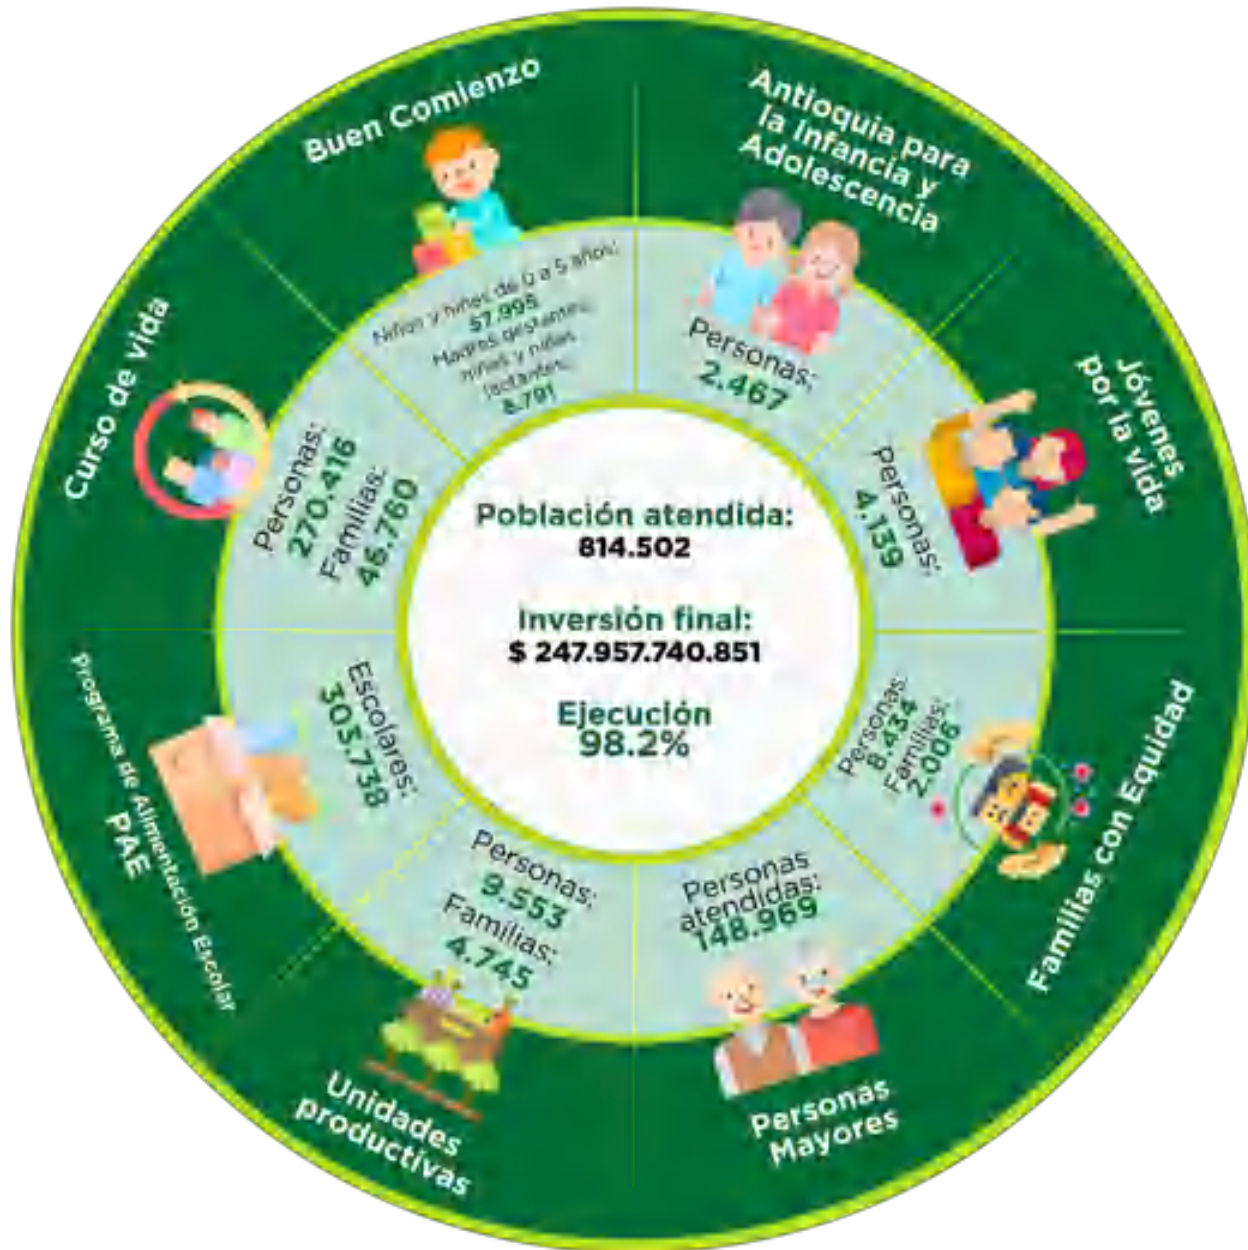 Buen Comienzo
Niños y niñas de 0 a 5 años:
57.995
Madres gestantes,
niños y niñas
lactantes:
8.791
Antioquia para
la Infancia y
Adolescencia
Personas:
2.467
Jóvenes
por la vida
Personas:
4.139
Familias con Equidad
Personas:
8.434
Familias:
2.006
Personas
Mayores
Personas
atendidas:
148.969
Unidades
productivas
Personas:
9.553
Familias:
4.745
Programa de Alimentación Escolar
PAE
Escolares:
303.738
Curso de vida
Personas:
270.416
Familias:
46.760
Población atendida:
814.502
Inversión final:
$ 247.957.740.851
Ejecución
98.2%